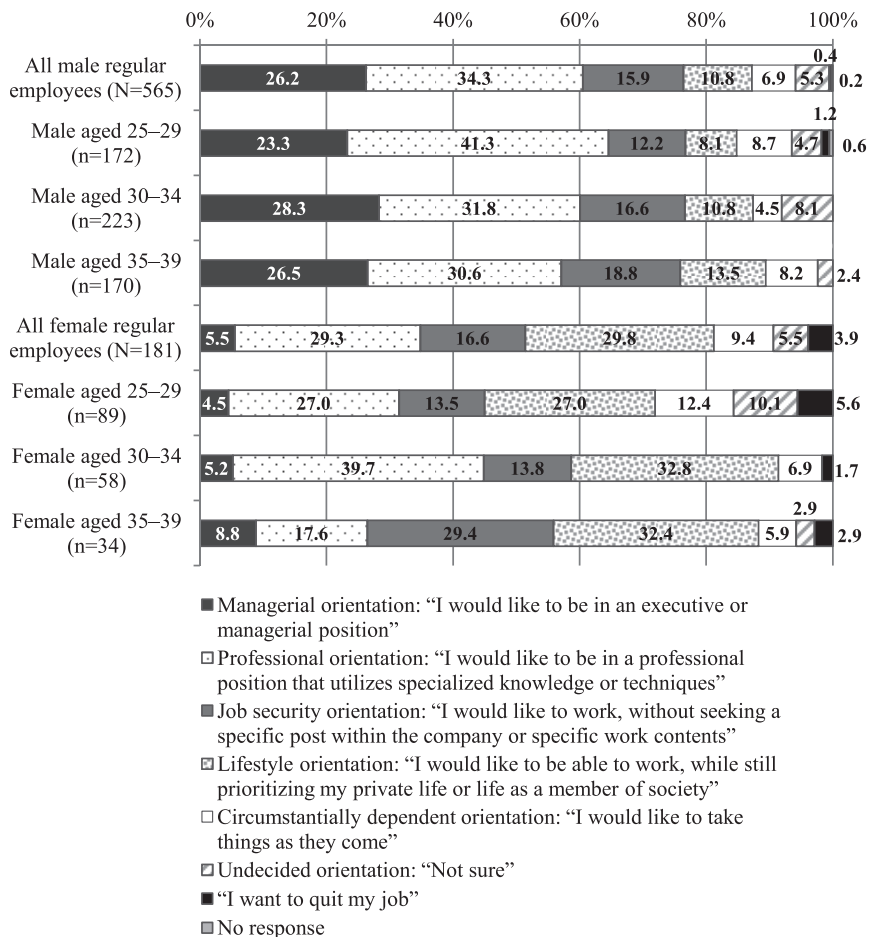 0% 20% 40% 60% 80% 100%
All male regular
employees (N=565)
26.2 34.3 15.9 10.8 6.9 5.3 0.4 0.2
Male aged 25–29
(n=172)
23.3 41.3 12.2 8.1 8.7 4.7 1.2 0.6
Male aged 30–34
(n=223)
28.3 31.8 16.6 10.8 4.5 8.1
Male aged 35–39
(n=170)
26.5 30.6 18.8 13.5 8.2 2.4
All female regular
employees (N=181)
5.5 29.3 16.6 29.8 9.4 5.5 3.9
Female aged 25–29
(n=89)
4.5 27.0 13.5 27.0 12.4 10.1 5.6
Female aged 30–34
(n=58)
5.2 39.7 13.8 32.8 6.9 1.7
Female aged 35–39
(n=34)
8.8 17.6 29.4 32.4 5.9 2.9 2.9
Managerial orientation: “I would like to be in an executive or
managerial position”
Professional orientation: “I would like to be in a professional
position that utilizes specialized knowledge or techniques”
Job security orientation: “I would like to work, without seeking a
specific post within the company or specific work contents”
Lifestyle orientation: “I would like to be able to work, while still
prioritizing my private life or life as a member of society”
Circumstantially dependent orientation: “I would like to take
things as they come”
Undecided orientation: “Not sure”
“I want to quit my job”
No response